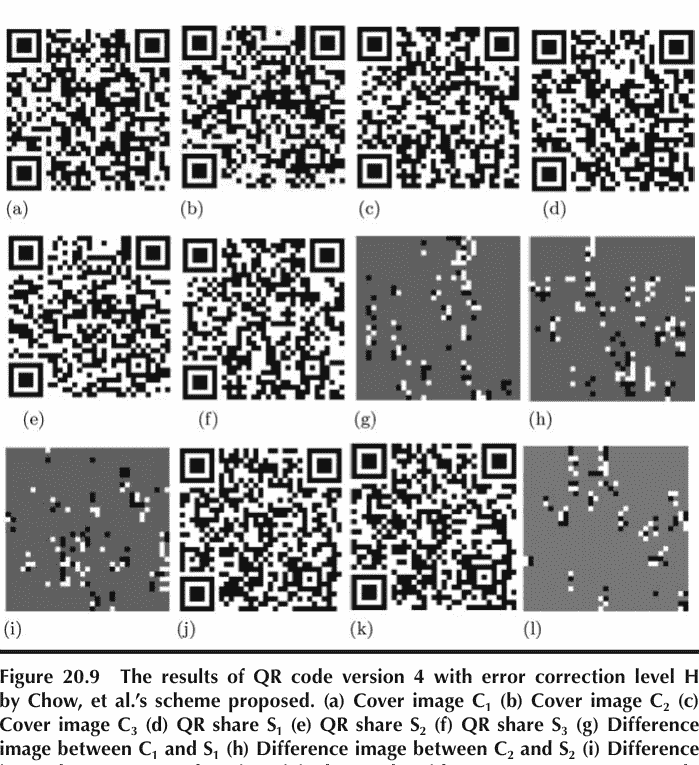 (a)
(b)
(c)
(d)
(e)
(f)
(g)
(h)
(i)
(j)
(k)
(l)
Figure 20.9 The results of QR code version 4 with error correction level H
by Chow, et al.'s scheme proposed. (a) Cover image C₁ (b) Cover image C₂ (c)
Cover image C₃ (d) QR share S₁ (e) QR share S₂ (f) QR share S₃ (g) Difference
image between C₁ and S₁ (h) Difference image between C₂ and S₂ (i) Difference